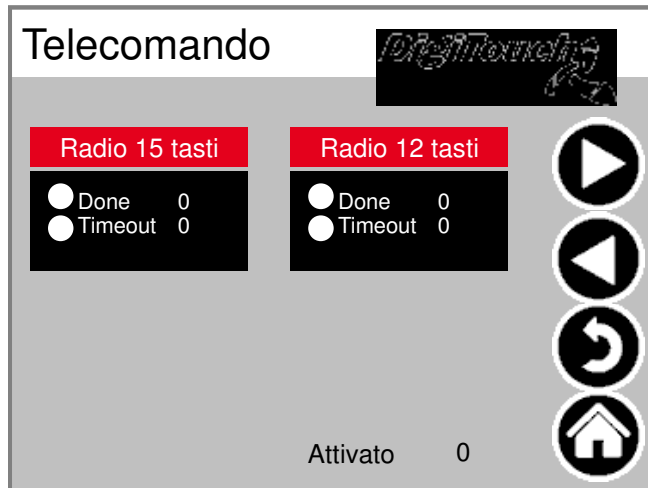 Telecomando
DigiTouch
Radio 15 tasti
Done 0
Timeout 0
Radio 12 tasti
Done 0
Timeout 0
Attivato 0